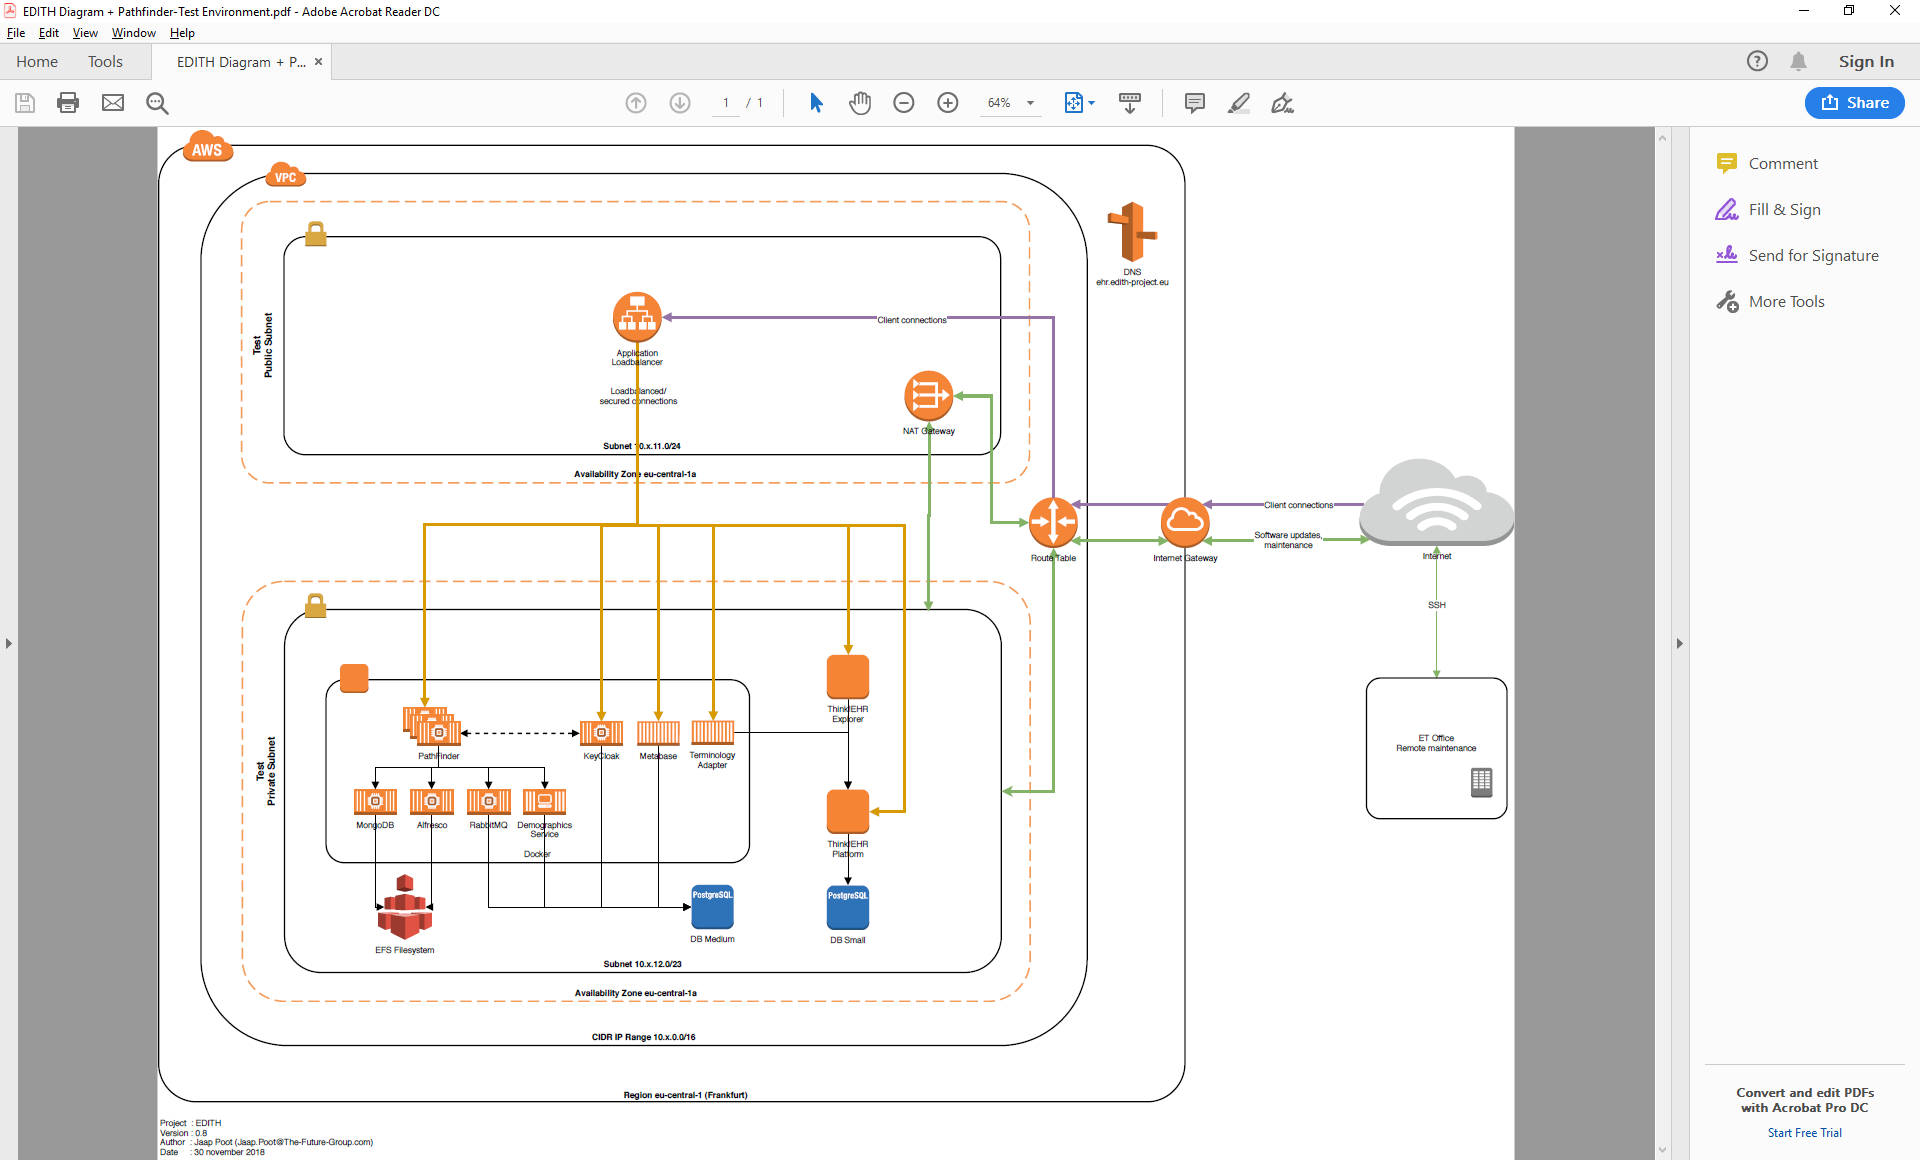 EDITH Diagram + Pathfinder-Test Environment.pdf - Adobe Acrobat Reader DC
File Edit View Window Help
Home Tools EDITH Diagram + P... × Sign In
1 / 1 64% Share
Comment
Fill & Sign
Send for Signature
More Tools
Convert and edit PDFs
with Acrobat Pro DC
Start Free Trial
AWS
VPC
DNS
ehr.edith-project.eu
Test
Public Subnet
Client connections
Application
Loadbalancer
Loadbalanced/
secured connections
NAT Gateway
Subnet 10.x.11.0/24
Availability Zone eu-central-1a
Route Table
Internet Gateway
Client connections
Software updates,
maintenance
Internet
SSH
ET Office
Remote maintenance
Test
Private Subnet
Think!EHR
Explorer
PathFinder
KeyCloak
Metabase
Terminology
Adapter
MongoDB
Alfresco
RabbitMQ
Demographics
Service
Docker
Think!EHR
Platform
EFS Filesystem
PostgreSQL
DB Medium
PostgreSQL
DB Small
Subnet 10.x.12.0/23
Availability Zone eu-central-1a
CIDR IP Range 10.x.0.0/16
Region eu-central-1 (Frankfurt)
Project : EDITH
Version : 0.8
Author : Jaap Poot (Jaap.Poot@The-Future-Group.com)
Date : 30 november 2018